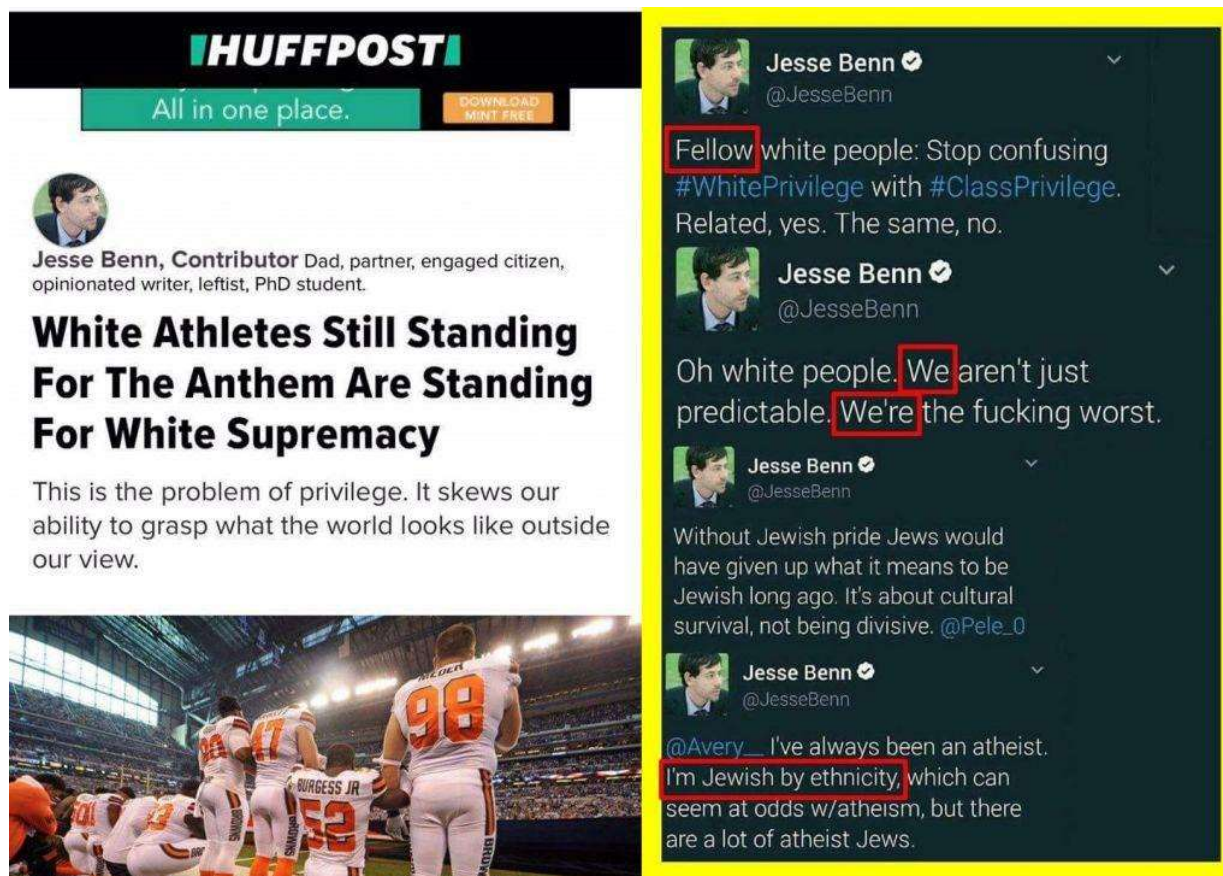 HUFFPOST
All in one place.
DOWNLOAD
MINT FREE
Jesse Benn, Contributor Dad, partner, engaged citizen,
opinionated writer, leftist, PhD student.
White Athletes Still Standing
For The Anthem Are Standing
For White Supremacy
This is the problem of privilege. It skews our
ability to grasp what the world looks like outside
our view.
98
47
BURGESS JR
52
Jesse Benn
@JesseBenn
Fellow white people: Stop confusing
#WhitePrivilege with #ClassPrivilege.
Related, yes. The same, no.
Jesse Benn
@JesseBenn
Oh white people. We aren't just
predictable. We're the fucking worst.
Jesse Benn
@JesseBenn
Without Jewish pride Jews would
have given up what it means to be
Jewish long ago. It's about cultural
survival, not being divisive. @Pele_0
Jesse Benn
@JesseBenn
@Avery__ I've always been an atheist.
I'm Jewish by ethnicity, which can
seem at odds w/atheism, but there
are a lot of atheist Jews.